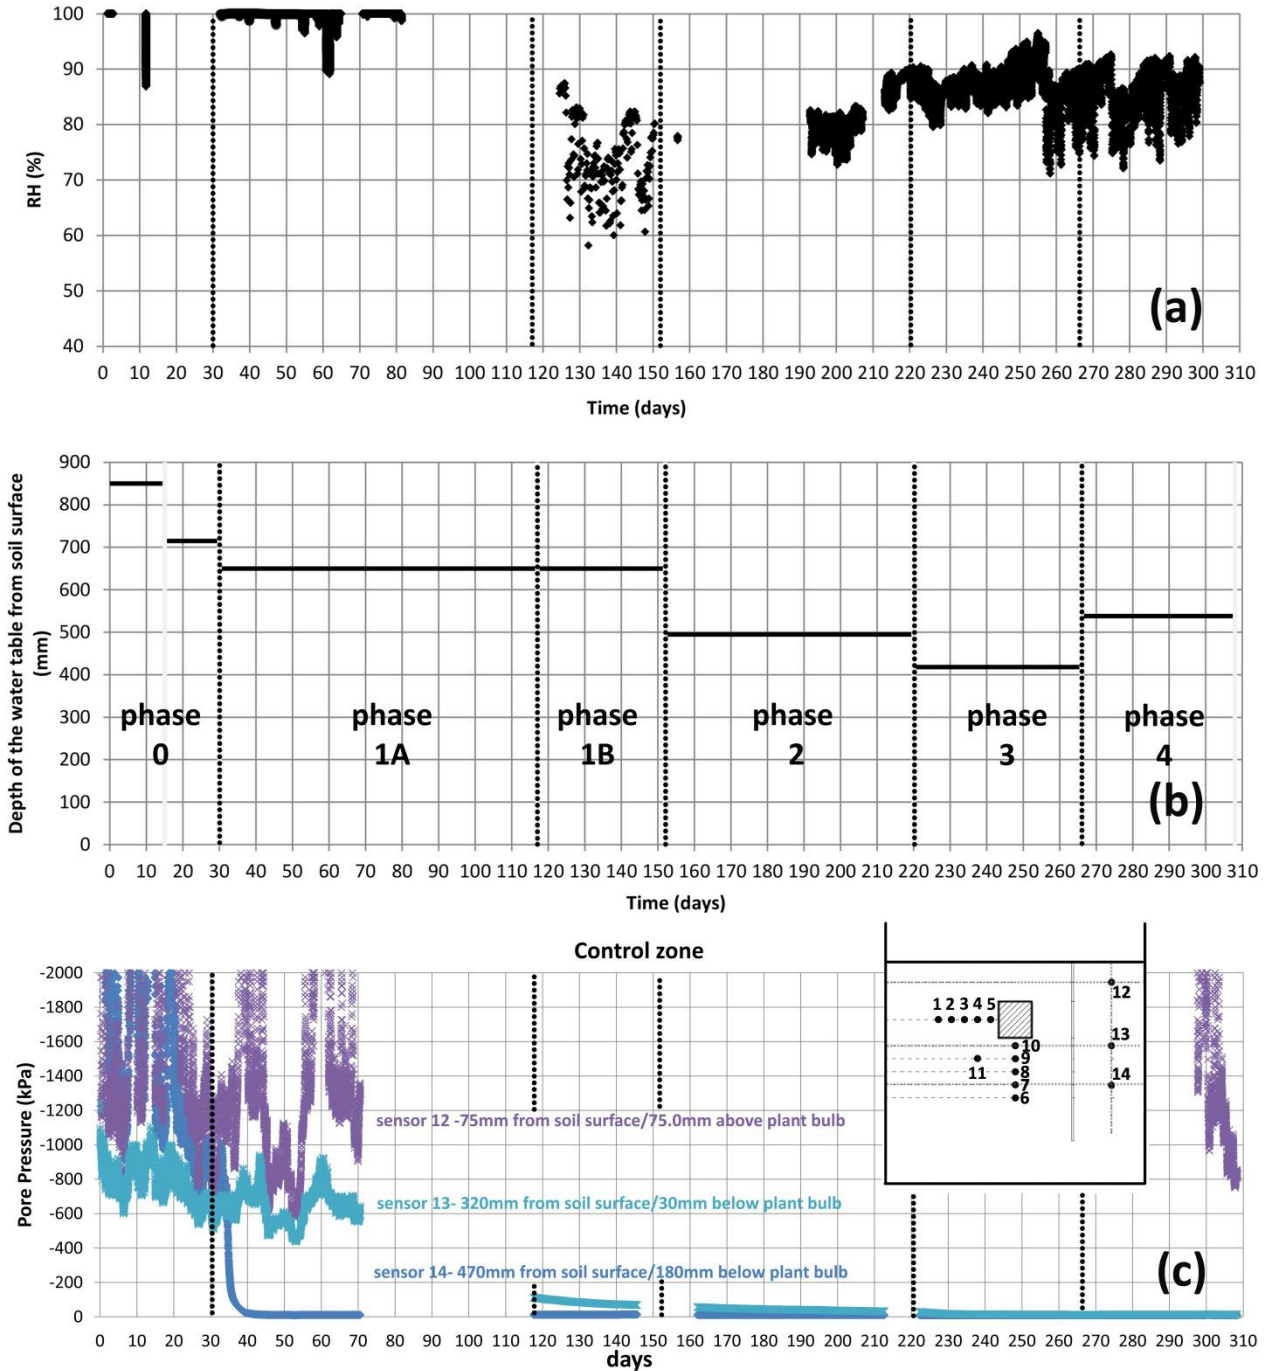 100
90
80
70
60
50
40
RH (%)
(a)
0 10 20 30 40 50 60 70 80 90 100 110 120 130 140 150 160 170 180 190 200 210 220 230 240 250 260 270 280 290 300 310
Time (days)
900
800
700
600
500
400
300
200
100
0
Depth of the water table from soil surface
(mm)
phase phase phase phase phase phase
0 1A 1B 2 3 4
(b)
0 10 20 30 40 50 60 70 80 90 100 110 120 130 140 150 160 170 180 190 200 210 220 230 240 250 260 270 280 290 300 310
Time (days)
Control zone
-2000
-1800
-1600
-1400
-1200
-1000
-800
-600
-400
-200
0
Pore Pressure (kPa)
sensor 12 -75mm from soil surface/75.0mm above plant bulb
sensor 13- 320mm from soil surface/30mm below plant bulb
sensor 14- 470mm from soil surface/180mm below plant bulb
12
1 2 3 4 5
13
10
9
11 8
14
7
6
(c)
0 10 20 30 40 50 60 70 80 90 100 110 120 130 140 150 160 170 180 190 200 210 220 230 240 250 260 270 280 290 300 310
days